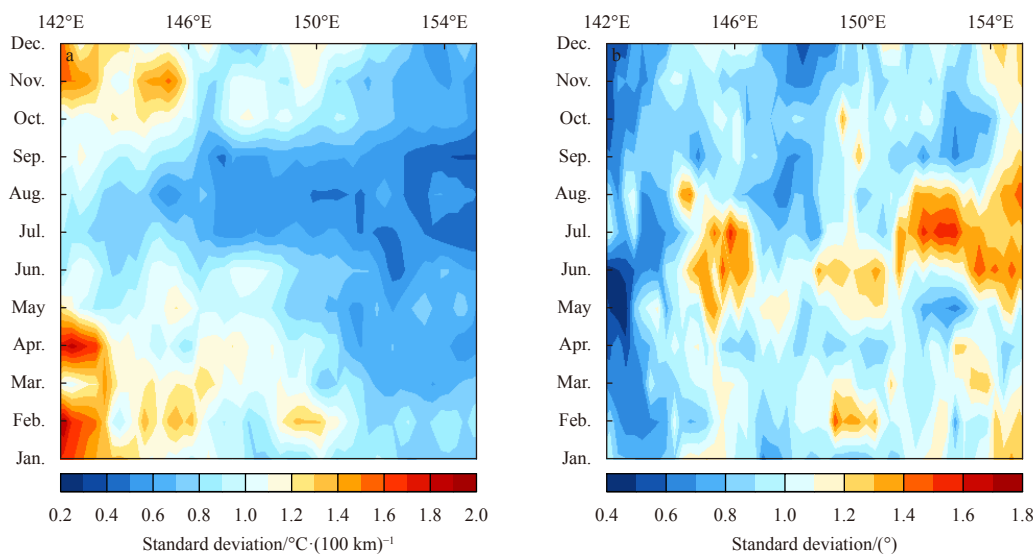 142°E 146°E 150°E 154°E
a
Dec.
Nov.
Oct.
Sep.
Aug.
Jul.
Jun.
May
Apr.
Mar.
Feb.
Jan.
0.2 0.4 0.6 0.8 1.0 1.2 1.4 1.6 1.8 2.0
Standard deviation/°C·(100 km)⁻¹
142°E 146°E 150°E 154°E
b
Dec.
Nov.
Oct.
Sep.
Aug.
Jul.
Jun.
May
Apr.
Mar.
Feb.
Jan.
0.4 0.6 0.8 1.0 1.2 1.4 1.6 1.8
Standard deviation/(°)